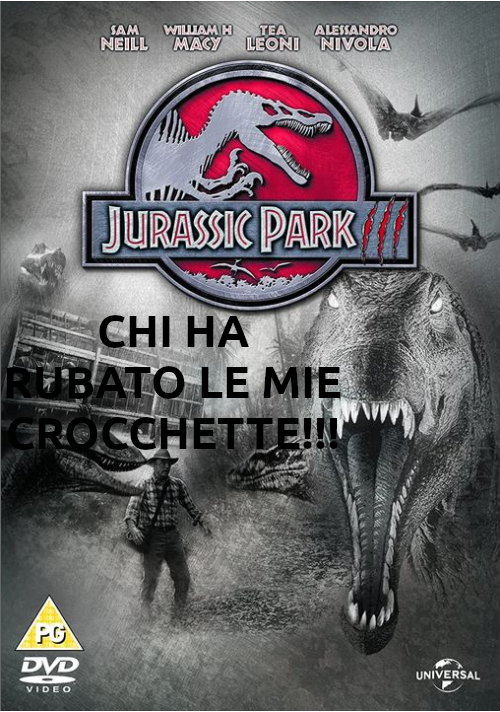 SAM WILLIAM H TEA ALESSANDRO
NEILL MACY LEONI NIVOLA
JURASSIC PARK III
CHI HA
RUBATO LE MIE
CROCCHETTE!!!
PG
DVD
VIDEO
UNIVERSAL